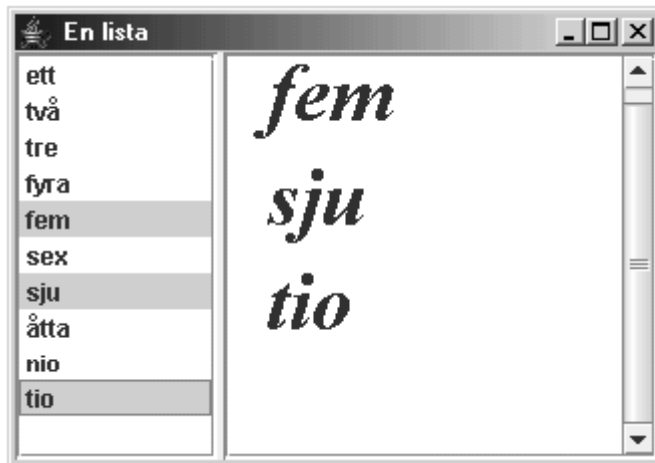 En lista
ett
två
tre
fyra
fem
sex
sju
åtta
nio
tio
fem
sju
tio